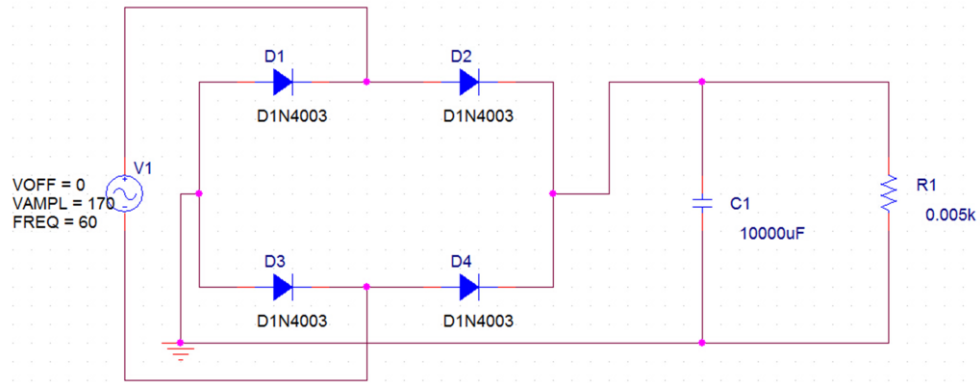 D1
D2
D1N4003
D1N4003
V1
VOFF = 0
VAMPL = 170
FREQ = 60
C1
10000uF
R1
0.005k
D3
D4
D1N4003
D1N4003